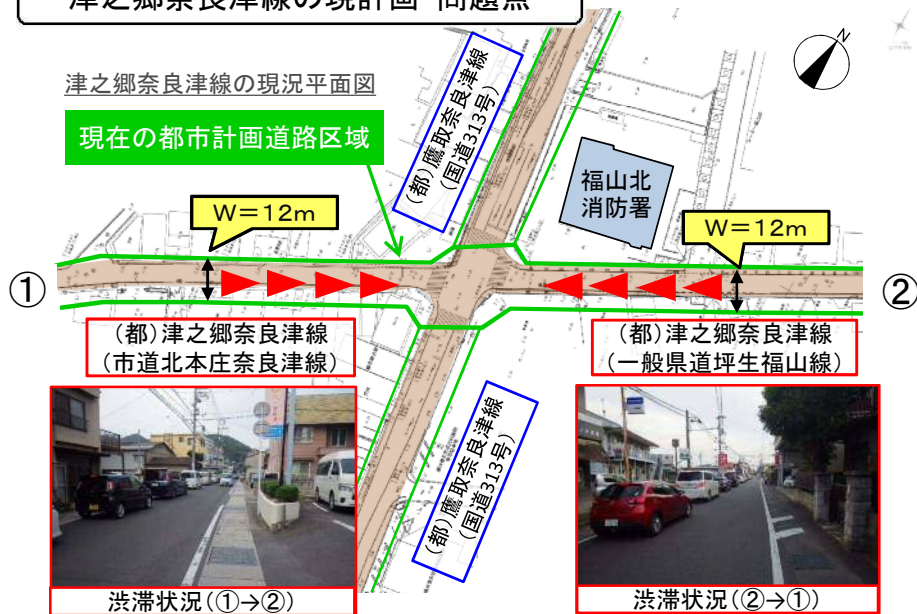 津之郷奈良津線の現計画 問題点
N
津之郷奈良津線の現況平面図
現在の都市計画道路区域
(都)鷹取奈良津線
(国道313号)
福山北
消防署
W=12m
W=12m
①
②
(都)津之郷奈良津線
(市道北本庄奈良津線)
(都)津之郷奈良津線
(一般県道坪生福山線)
(都)鷹取奈良津線
(国道313号)
渋滞状況(①→②)
渋滞状況(②→①)